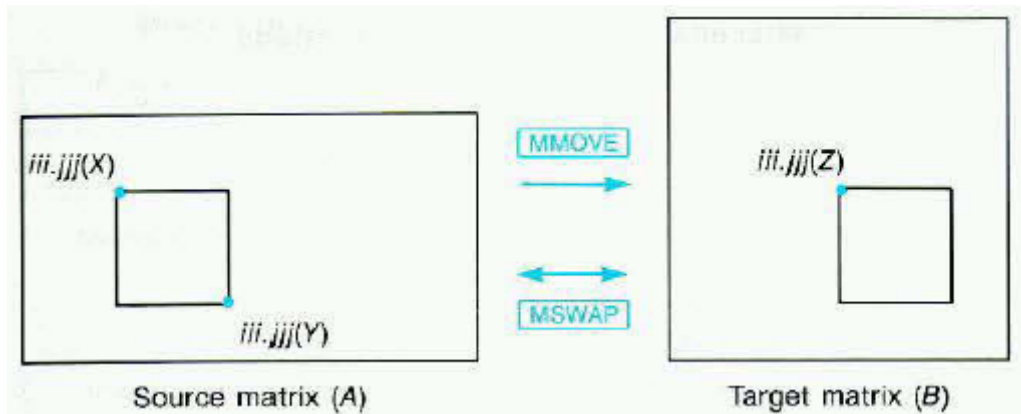 MMOVE
iii.jjj(X)
iii.jjj(Z)
MSWAP
iii.jjj(Y)
Source matrix (A)
Target matrix (B)